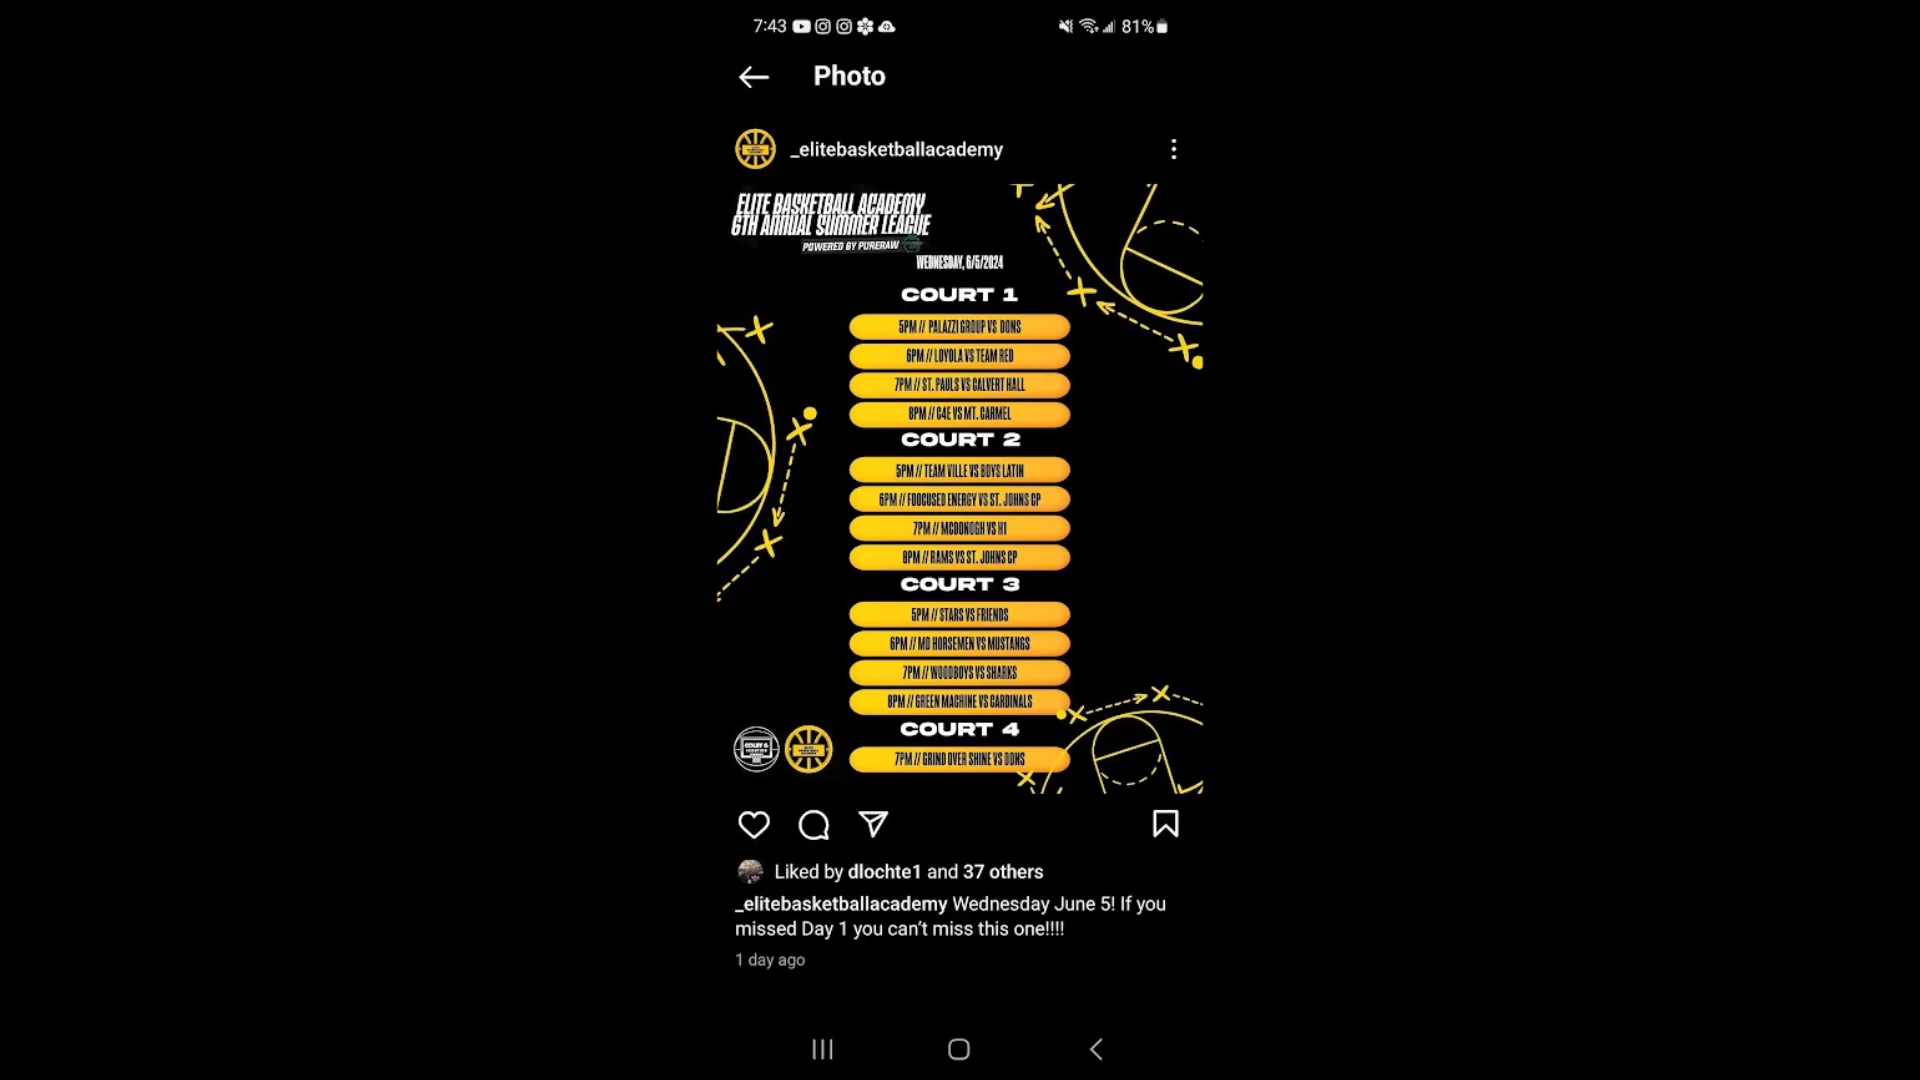 7:43
81%
Photo
_elitebasketballacademy
ELITE BASKETBALL ACADEMY
6TH ANNUAL SUMMER LEAGUE
POWERED BY PURERAW
WEDNESDAY, 6/5/2024
COURT 1
5PM // PALAZZI GROUP VS DONS
6PM // LOYOLA VS TEAM RED
7PM // ST. PAULS VS CALVERT HALL
8PM // C4E VS MT. CARMEL
COURT 2
5PM // TEAM VILLE VS BOYS LATIN
6PM // FOOCUSED ENERGY VS ST. JOHNS CP
7PM // MCDONOGH VS H1
8PM // RAMS VS ST. JOHNS CP
COURT 3
5PM // STARS VS FRIENDS
6PM // MD HORSEMEN VS MUSTANGS
7PM // WOODBOYS VS SHARKS
8PM // GREEN MACHINE VS CARDINALS
COURT 4
7PM // GRIND OVER SHINE VS DONS
Liked by dlochte1 and 37 others
_elitebasketballacademy Wednesday June 5! If you
missed Day 1 you can't miss this one!!!!
1 day ago